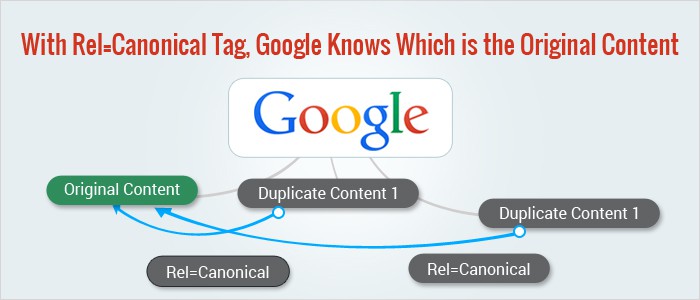 With Rel=Canonical Tag, Google Knows Which is the Original Content
Google
Original Content
Duplicate Content 1
Duplicate Content 1
Rel=Canonical
Rel=Canonical